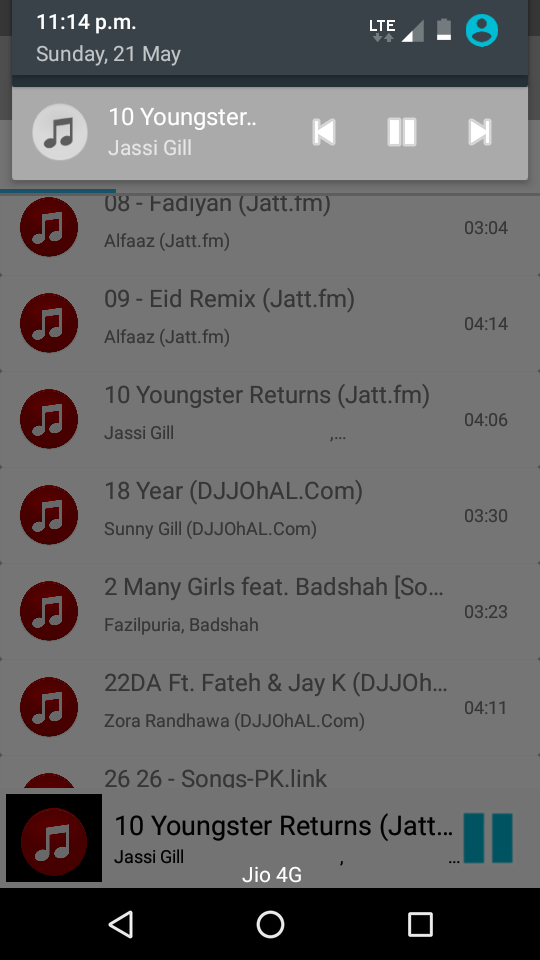 11:14 p.m.
LTE
Sunday, 21 May
10 Youngster..
Jassi Gill
08 - Fadiyan (Jatt.fm)
Alfaaz (Jatt.fm)
03:04
09 - Eid Remix (Jatt.fm)
Alfaaz (Jatt.fm)
04:14
10 Youngster Returns (Jatt.fm)
Jassi Gill ,...
04:06
18 Year (DJJOhAL.Com)
Sunny Gill (DJJOhAL.Com)
03:30
2 Many Girls feat. Badshah [So...
Fazilpuria, Badshah
03:23
22DA Ft. Fateh & Jay K (DJJOh...
Zora Randhawa (DJJOhAL.Com)
04:11
26 26 - Songs-PK.link
10 Youngster Returns (Jatt...
Jassi Gill , ...
Jio 4G